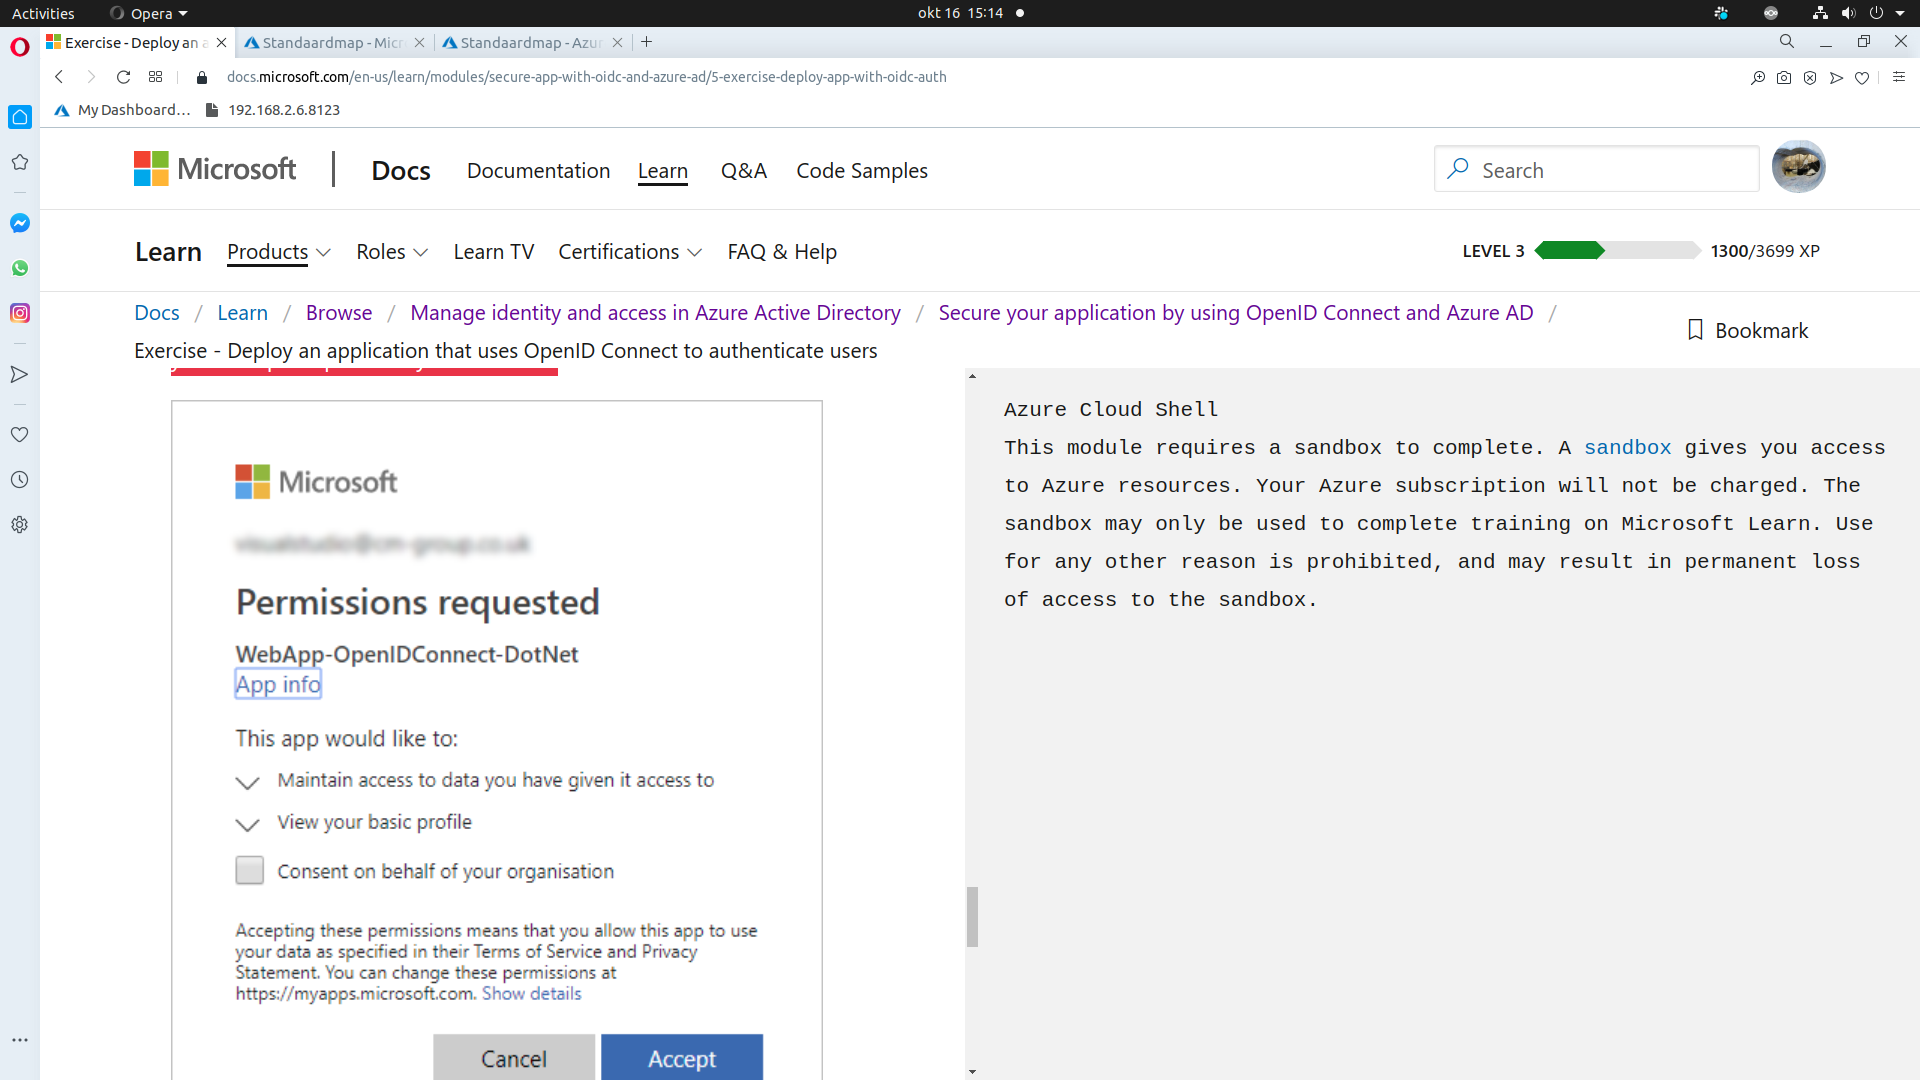 Activities
Opera
okt 16 15:14
Exercise - Deploy an a
Standaardmap - Micr
Standaardmap - Azu
docs.microsoft.com/en-us/learn/modules/secure-app-with-oidc-and-azure-ad/5-exercise-deploy-app-with-oidc-auth
My Dashboard...
192.168.2.6.8123
Microsoft
Docs
Documentation
Learn
Q&A
Code Samples
Search
Learn
Products
Roles
Learn TV
Certifications
FAQ & Help
LEVEL 3
1300/3699 XP
Docs / Learn / Browse / Manage identity and access in Azure Active Directory / Secure your application by using OpenID Connect and Azure AD /
Exercise - Deploy an application that uses OpenID Connect to authenticate users
Bookmark
Microsoft
Permissions requested
WebApp-OpenIDConnect-DotNet
App info
This app would like to:
Maintain access to data you have given it access to
View your basic profile
Consent on behalf of your organisation
Accepting these permissions means that you allow this app to use
your data as specified in their Terms of Service and Privacy
Statement. You can change these permissions at
https://myapps.microsoft.com. Show details
Cancel
Accept
Azure Cloud Shell
This module requires a sandbox to complete. A sandbox gives you access
to Azure resources. Your Azure subscription will not be charged. The
sandbox may only be used to complete training on Microsoft Learn. Use
for any other reason is prohibited, and may result in permanent loss
of access to the sandbox.